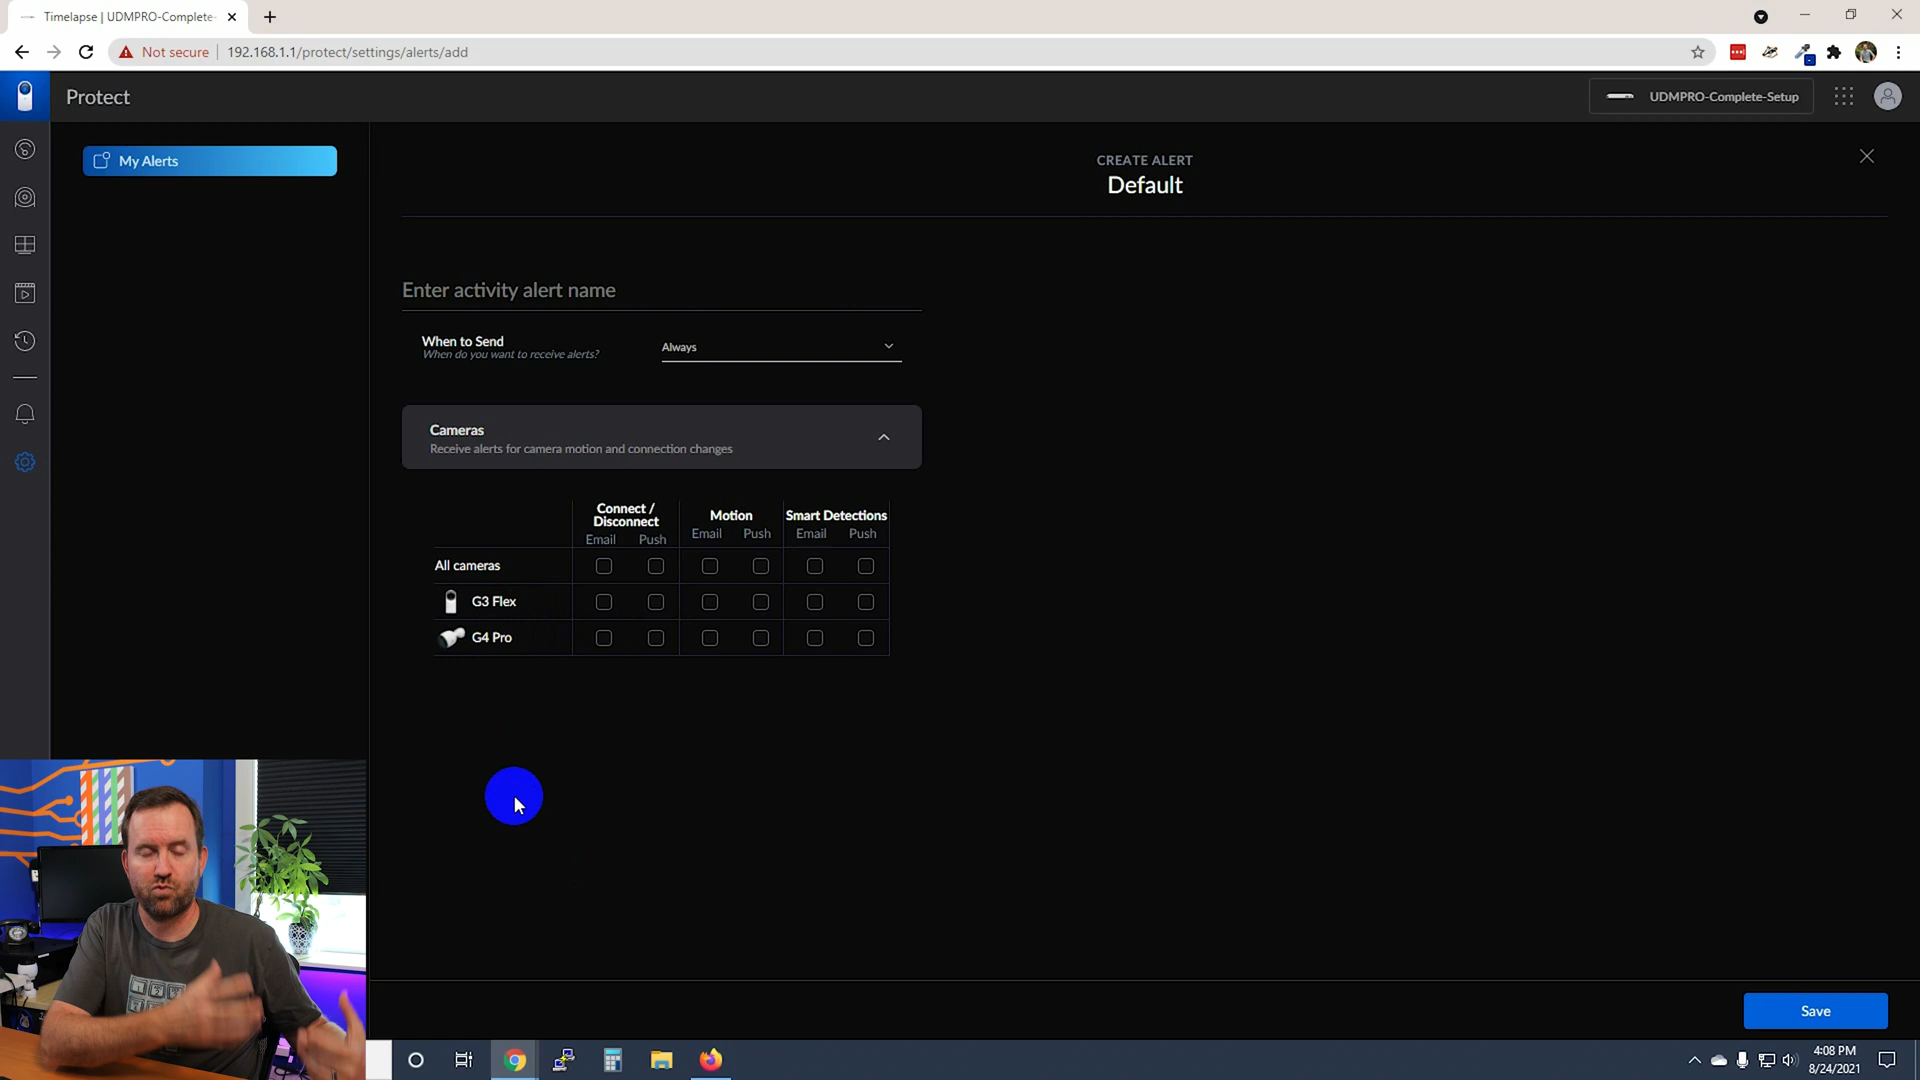 Timelapse | UDMPRO-Complete-
Not secure
192.168.1.1/protect/settings/alerts/add
Protect
UDMPRO-Complete-Setup
My Alerts
CREATE ALERT
Default
Enter activity alert name
When to Send
When do you want to receive alerts?
Always
Cameras
Receive alerts for camera motion and connection changes
Connect /
Disconnect
Motion
Smart Detections
Email Push Email Push Email Push
All cameras
G3 Flex
G4 Pro
Save
4:08 PM
8/24/2021